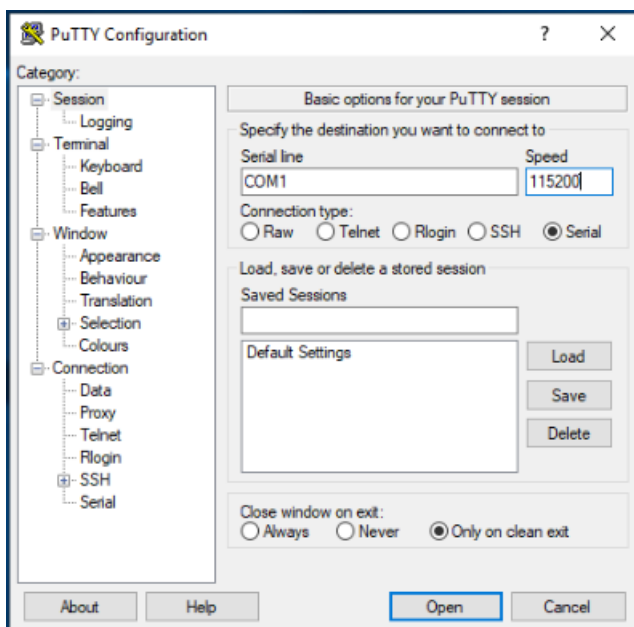 PuTTY Configuration
? ×
Category:
Session
Logging
Terminal
Keyboard
Bell
Features
Window
Appearance
Behaviour
Translation
Selection
Colours
Connection
Data
Proxy
Telnet
Rlogin
SSH
Serial
Basic options for your PuTTY session
Specify the destination you want to connect to
Serial line Speed
COM1 115200
Connection type:
Raw Telnet Rlogin SSH Serial
Load, save or delete a stored session
Saved Sessions
Default Settings
Load
Save
Delete
Close window on exit:
Always Never Only on clean exit
About Help Open Cancel